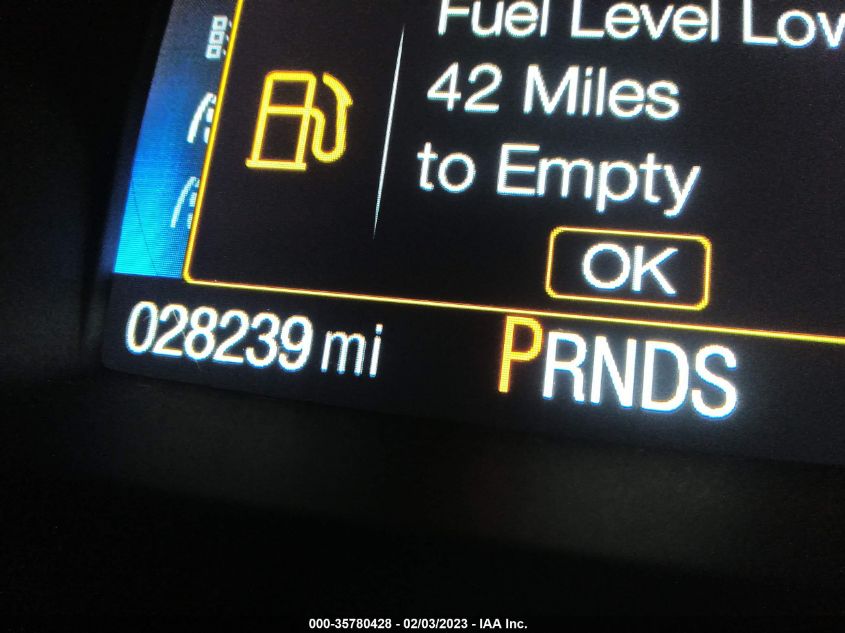 Fuel Level Low
42 Miles
to Empty
OK
028239 mi
PRNDS
000-35780428 - 02/03/2023 - IAA Inc.